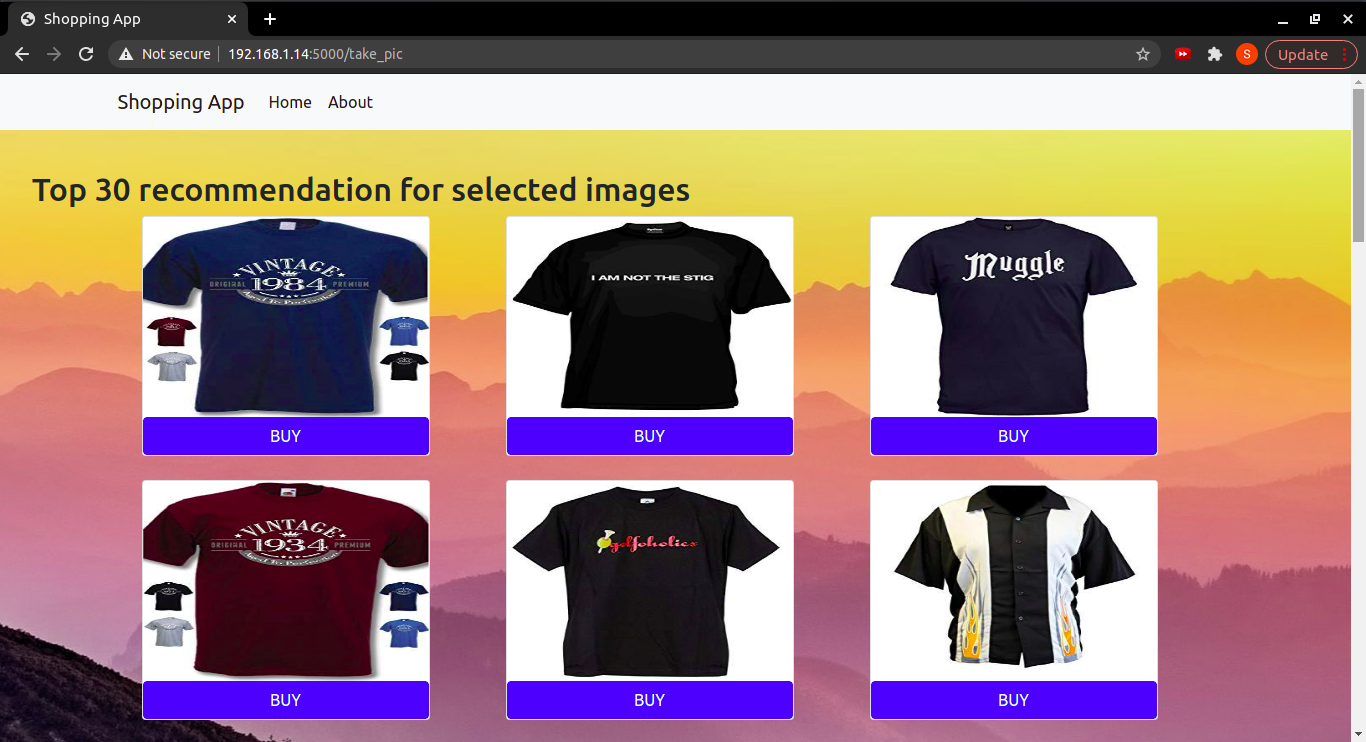 Shopping App
Not secure
192.168.1.14:5000/take_pic
S
Update
Shopping App
Home
About
Top 30 recommendation for selected images
VINTAGE
ORIGINAL 1984 PREMIUM
Aged To Perfection
I AM NOT THE STIG
Muggle
BUY
BUY
BUY
VINTAGE
ORIGINAL 1934 PREMIUM
Aged To Perfection
golfoholics
BUY
BUY
BUY